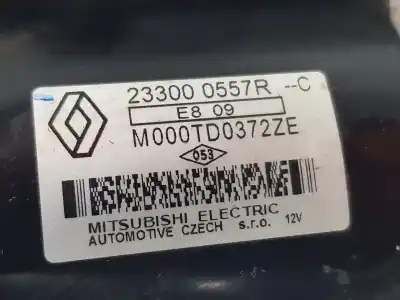 23300 0557R --C
E8 09
M000TD0372ZE
053
MITSUBISHI ELECTRIC
AUTOMOTIVE CZECH s.r.o. 12V